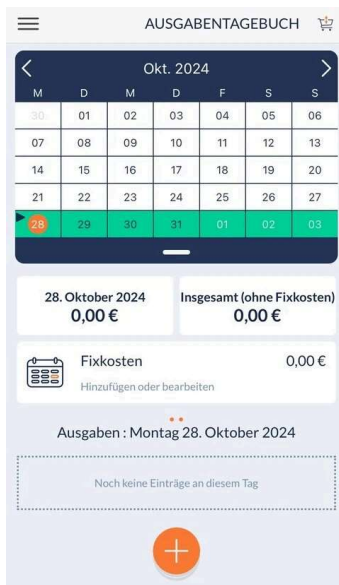 AUSGABENTAGEBUCH
Okt. 2024
M D M D F S S
30 01 02 03 04 05 06
07 08 09 10 11 12 13
14 15 16 17 18 19 20
21 22 23 24 25 26 27
28 29 30 31 01 02 03
28. Oktober 2024
0,00 €
Insgesamt (ohne Fixkosten)
0,00 €
Fixkosten 0,00 €
Hinzufügen oder bearbeiten
Ausgaben : Montag 28. Oktober 2024
Noch keine Einträge an diesem Tag